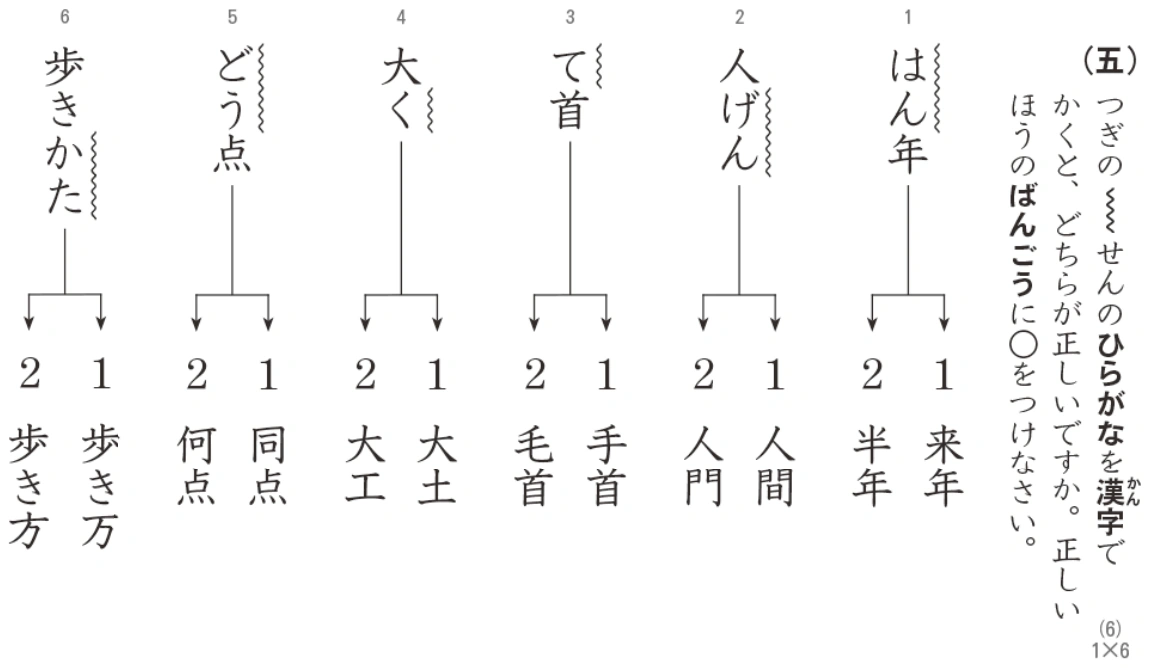 (五)
つぎの〰〰せんのひらがなを漢字で
かん
かくと、どちらが正しいですか。正しい
ほうのばんごうに○をつけなさい。
(6)
1×6
1
はん年
1 来年
2 半年
2
人げん
1 人間
2 人門
3
て首
1 手首
2 毛首
4
大く
1 大土
2 大工
5
どう点
1 同点
2 何点
6
歩きかた
1 歩き万
2 歩き方